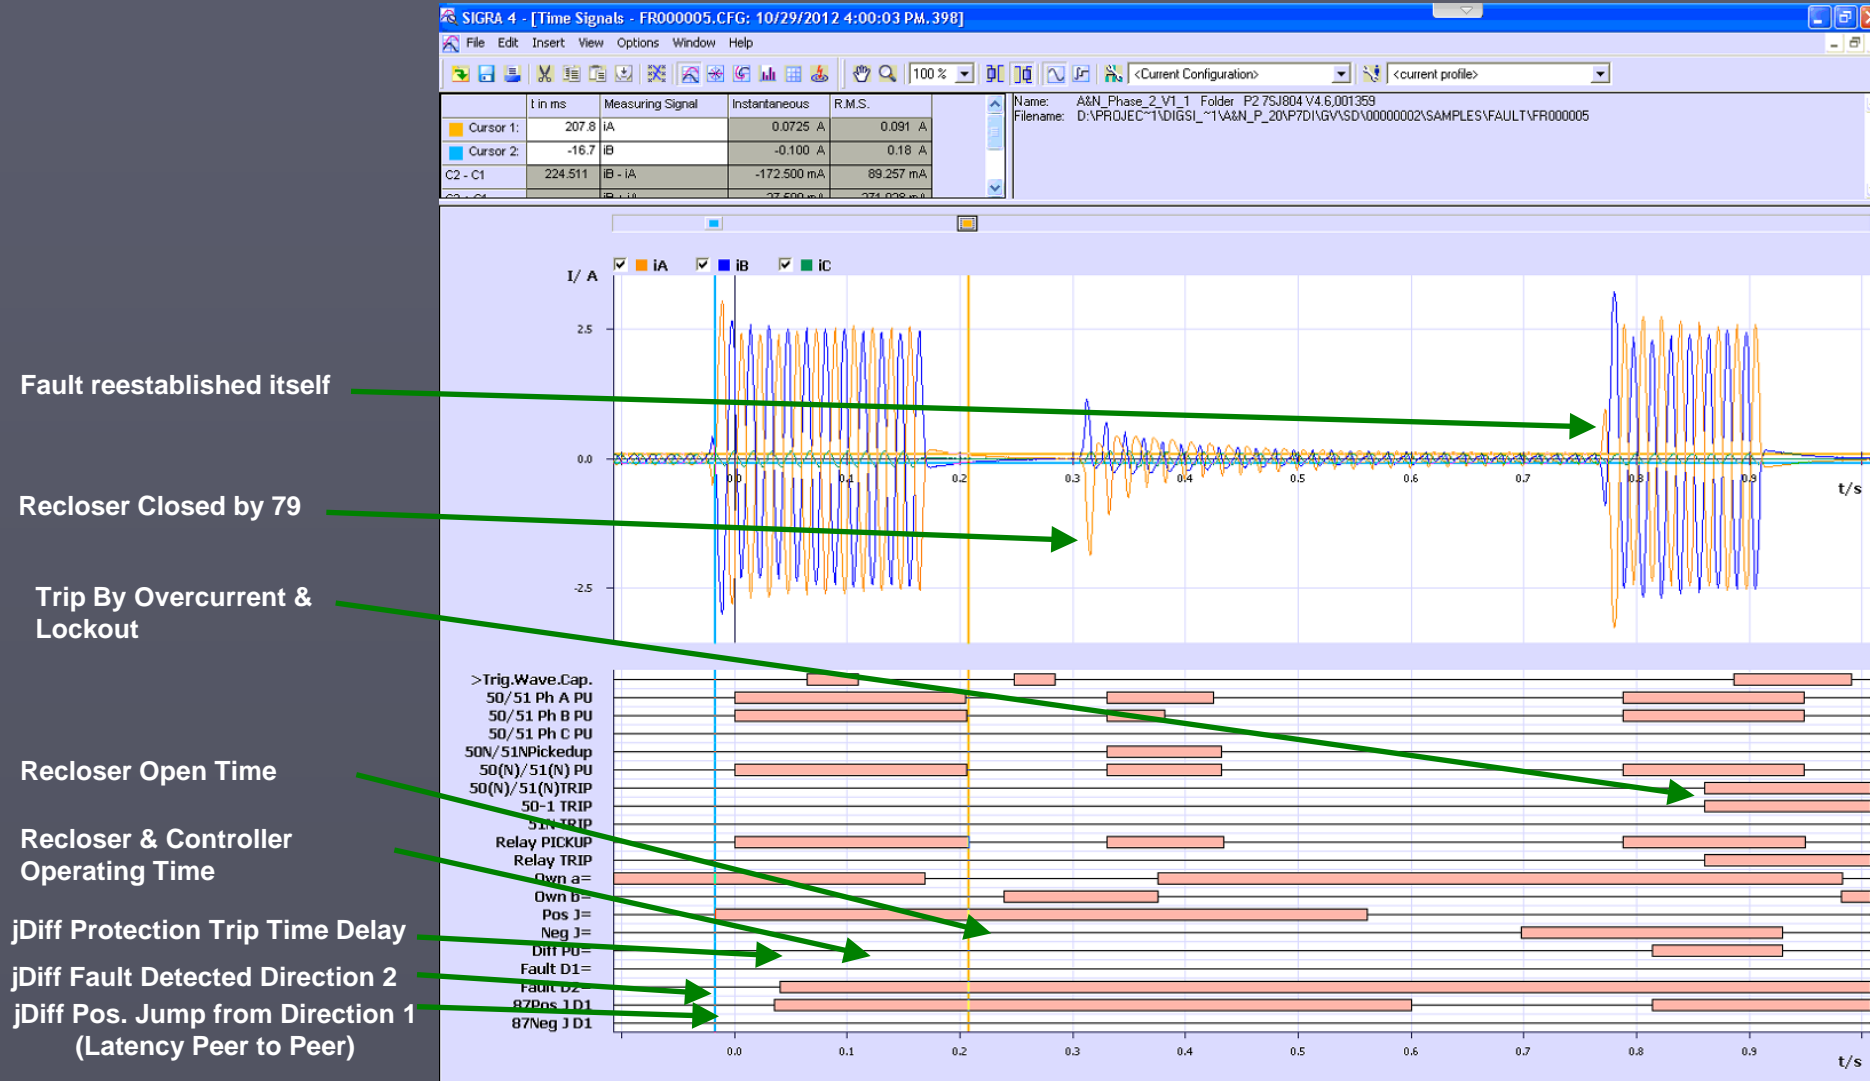 SIGRA 4 - [Time Signals - FR000005.CFG: 10/29/2012 4:00:03 PM.398]
File Edit Insert View Options Window Help
100 % <Current Configuration> <current profile>
t in ms Measuring Signal Instantaneous R.M.S.
Cursor 1: 207.8 iA 0.0725 A 0.091 A
Cursor 2: -16.7 iB -0.100 A 0.18 A
C2 - C1 224.511 iB - iA -172.500 mA 89.257 mA
Name: A&N_Phase_2_V1_1 Folder P2 7SJ804 V4.6,001359
Filename: D:\PROJEC~1\DIGSI_~1\A&N_P_20\P7DI\GV\SD\00000002\SAMPLES\FAULT\FR000005
iA iB iC
I/ A
2.5
0.0
-2.5
0.0 0.1 0.2 0.3 0.4 0.5 0.6 0.7 0.8 0.9
t/s
Fault reestablished itself
Recloser Closed by 79
Trip By Overcurrent &
Lockout
Recloser Open Time
Recloser & Controller
Operating Time
jDiff Protection Trip Time Delay
jDiff Fault Detected Direction 2
jDiff Pos. Jump from Direction 1
(Latency Peer to Peer)
>Trig.Wave.Cap.
50/51 Ph A PU
50/51 Ph B PU
50/51 Ph C PU
50N/51NPickedup
50(N)/51(N) PU
50(N)/51(N)TRIP
50-1 TRIP
51N TRIP
Relay PICKUP
Relay TRIP
Own a=
Own b=
Pos J=
Neg J=
Diff PU=
Fault D1=
Fault D2=
87Pos J D1
87Neg J D1
0.0 0.1 0.2 0.3 0.4 0.5 0.6 0.7 0.8 0.9
t/s